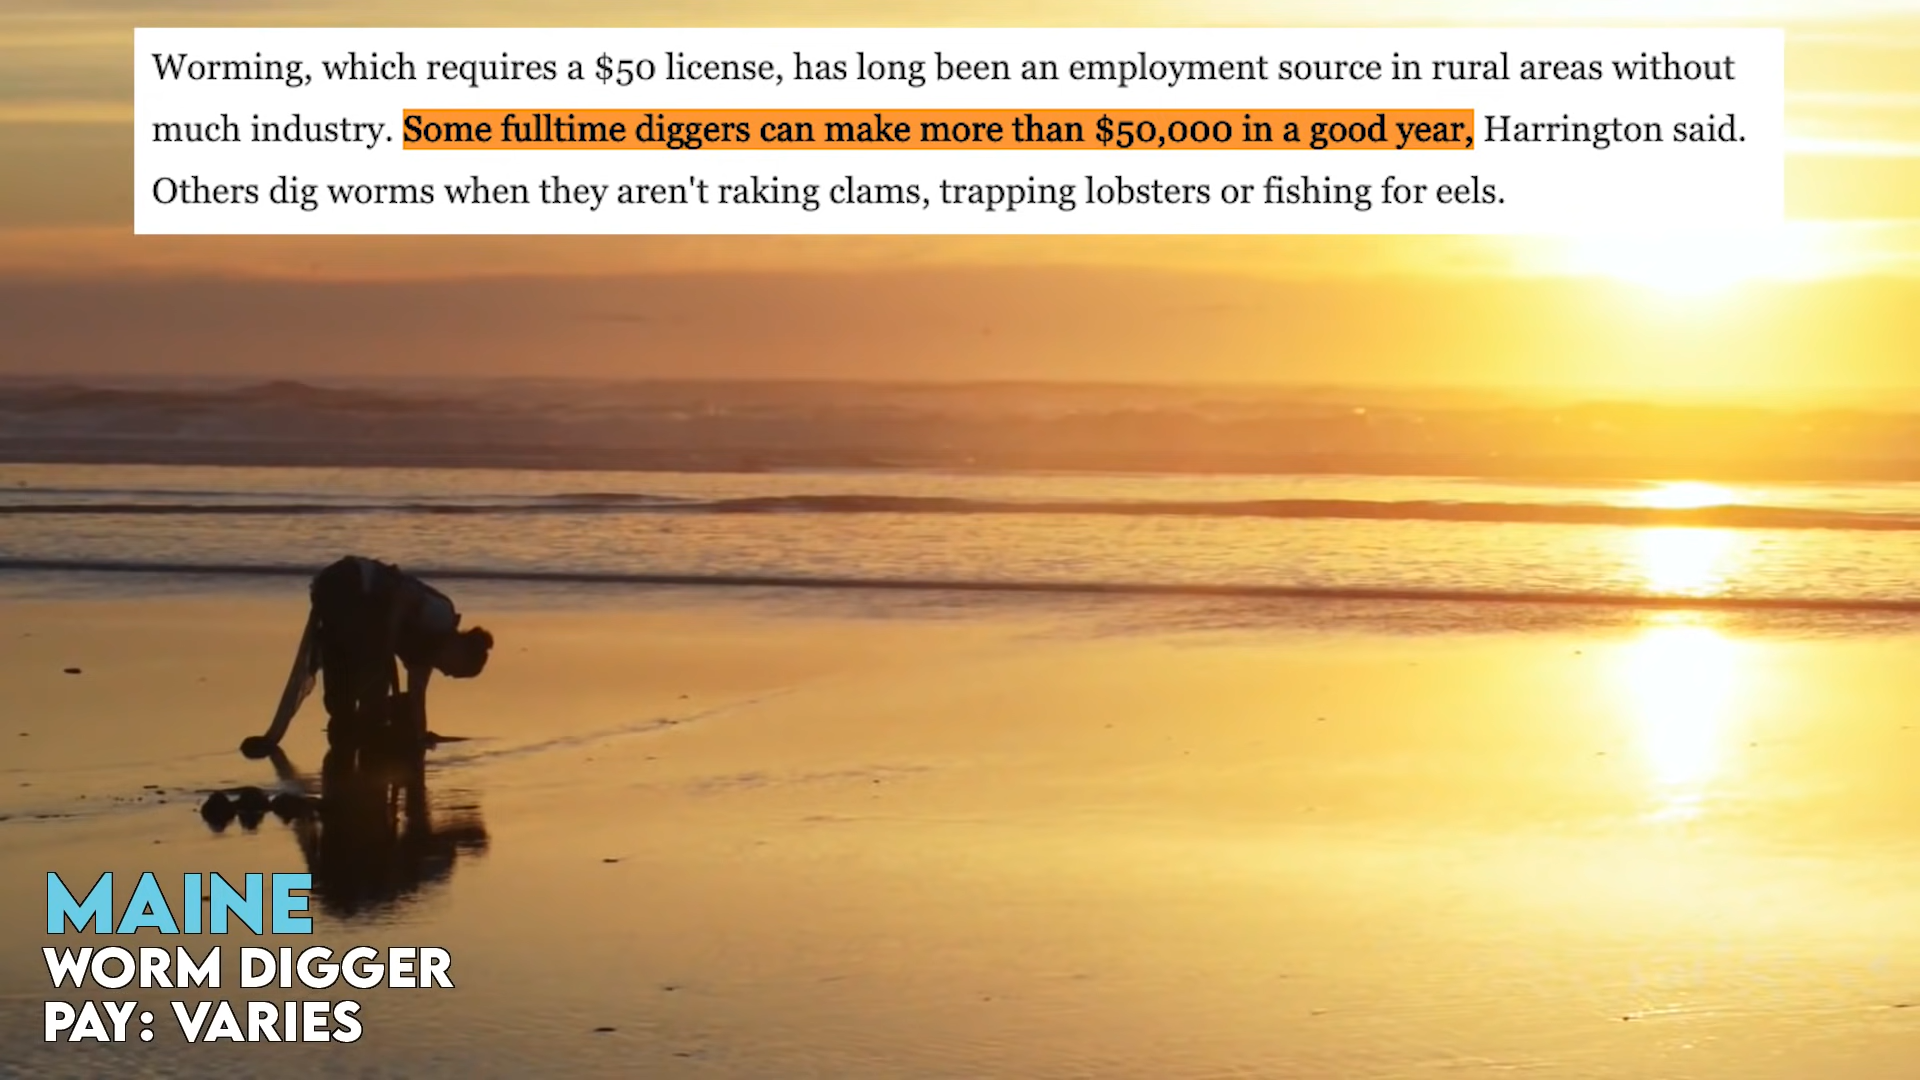 Worming, which requires a $50 license, has long been an employment source in rural areas without
much industry. Some fulltime diggers can make more than $50,000 in a good year, Harrington said.
Others dig worms when they aren't raking clams, trapping lobsters or fishing for eels.
MAINE
WORM DIGGER
PAY: VARIES